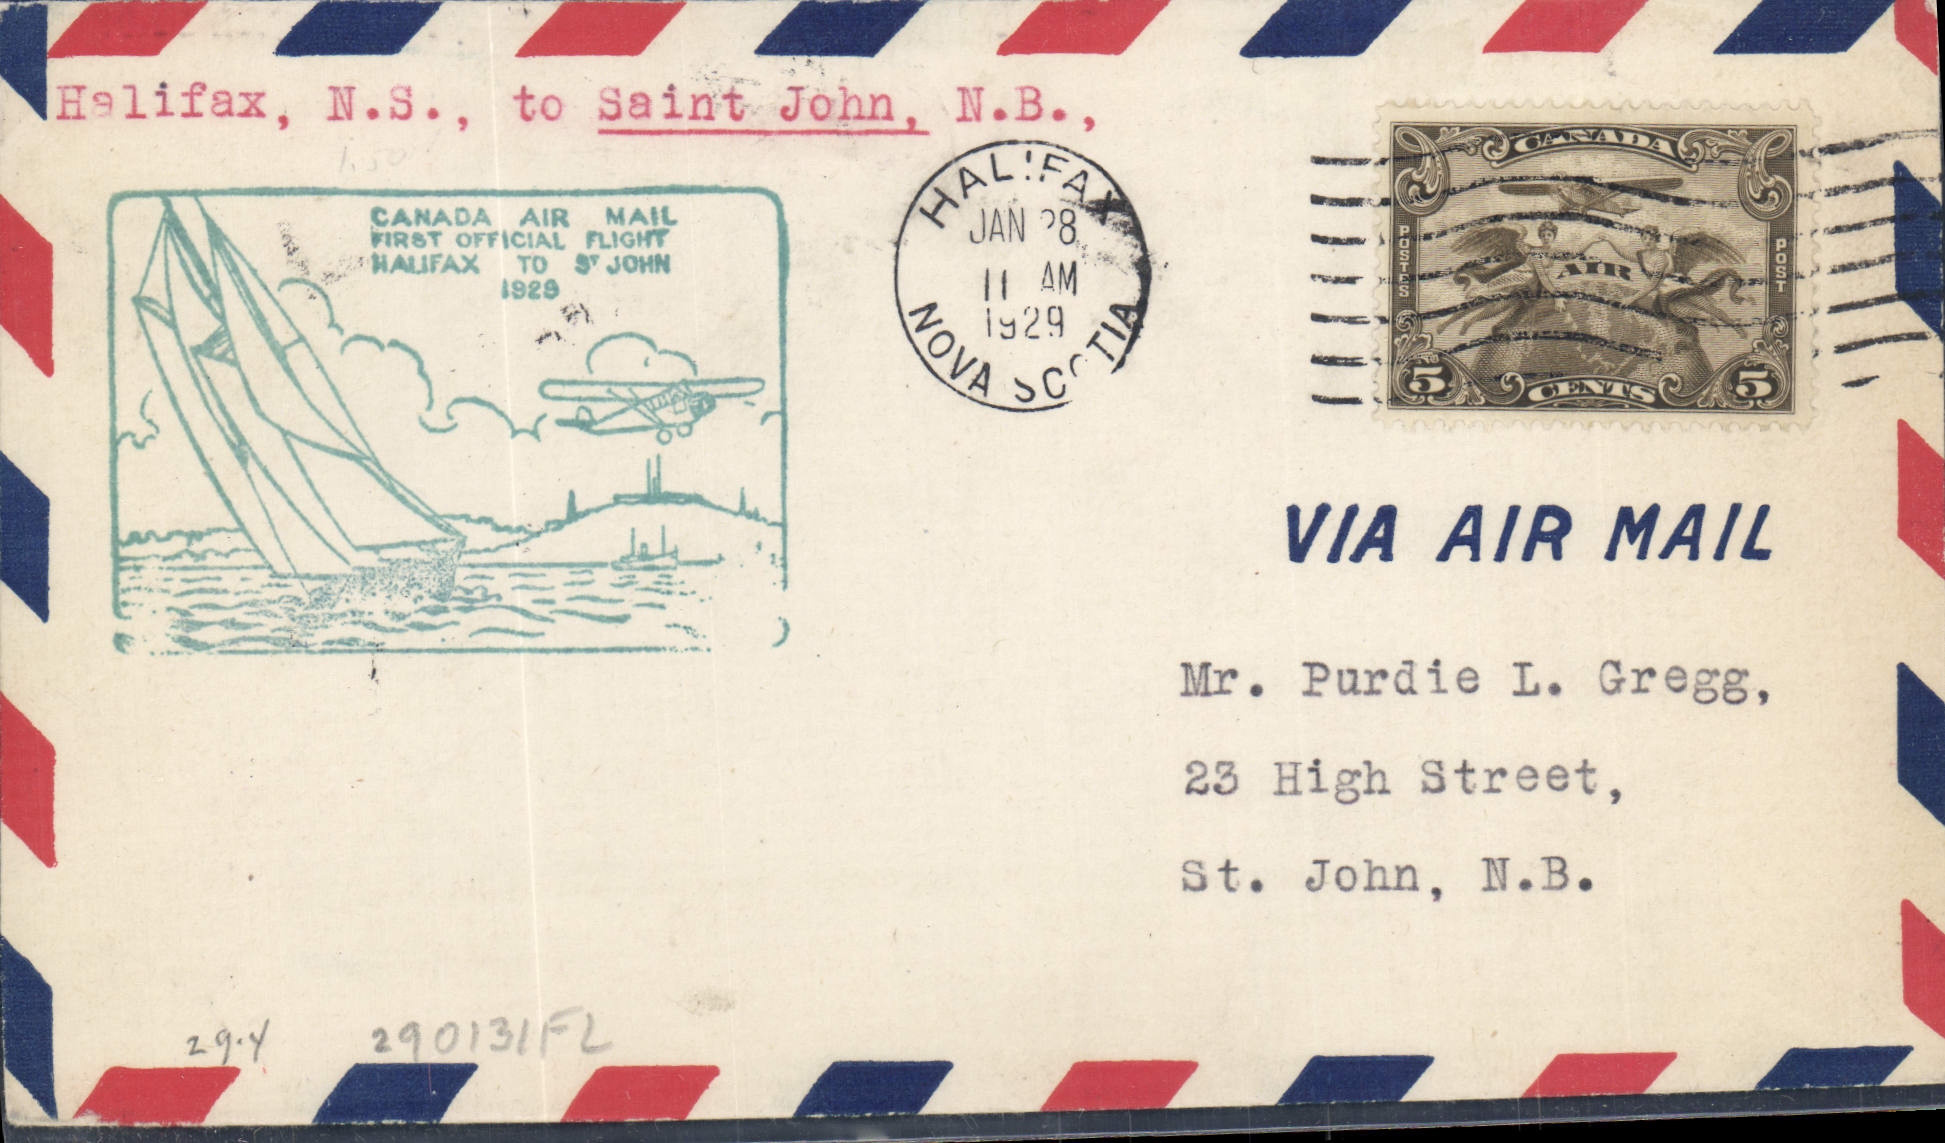 Halifax, N.S., to Saint John, N.B.,
CANADA AIR MAIL
FIRST OFFICIAL FLIGHT
HALIFAX TO ST JOHN
1929
HALIFAX
JAN 28
11 AM
1929
NOVA SCOTIA
CANADA
POSTES
AIR
POST
5 CENTS 5
VIA AIR MAIL
Mr. Purdie L. Gregg,
23 High Street,
St. John, N.B.
29.4 290131FL